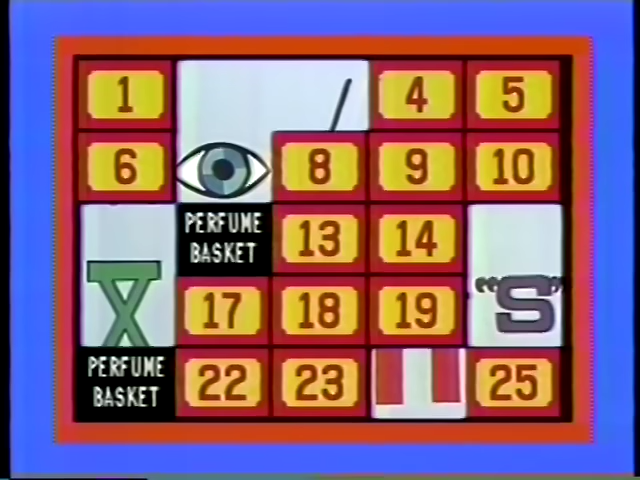 1 4 5
6 8 9 10
PERFUME
BASKET
13 14
X 17 18 19 "S"
PERFUME
BASKET
22 23 25